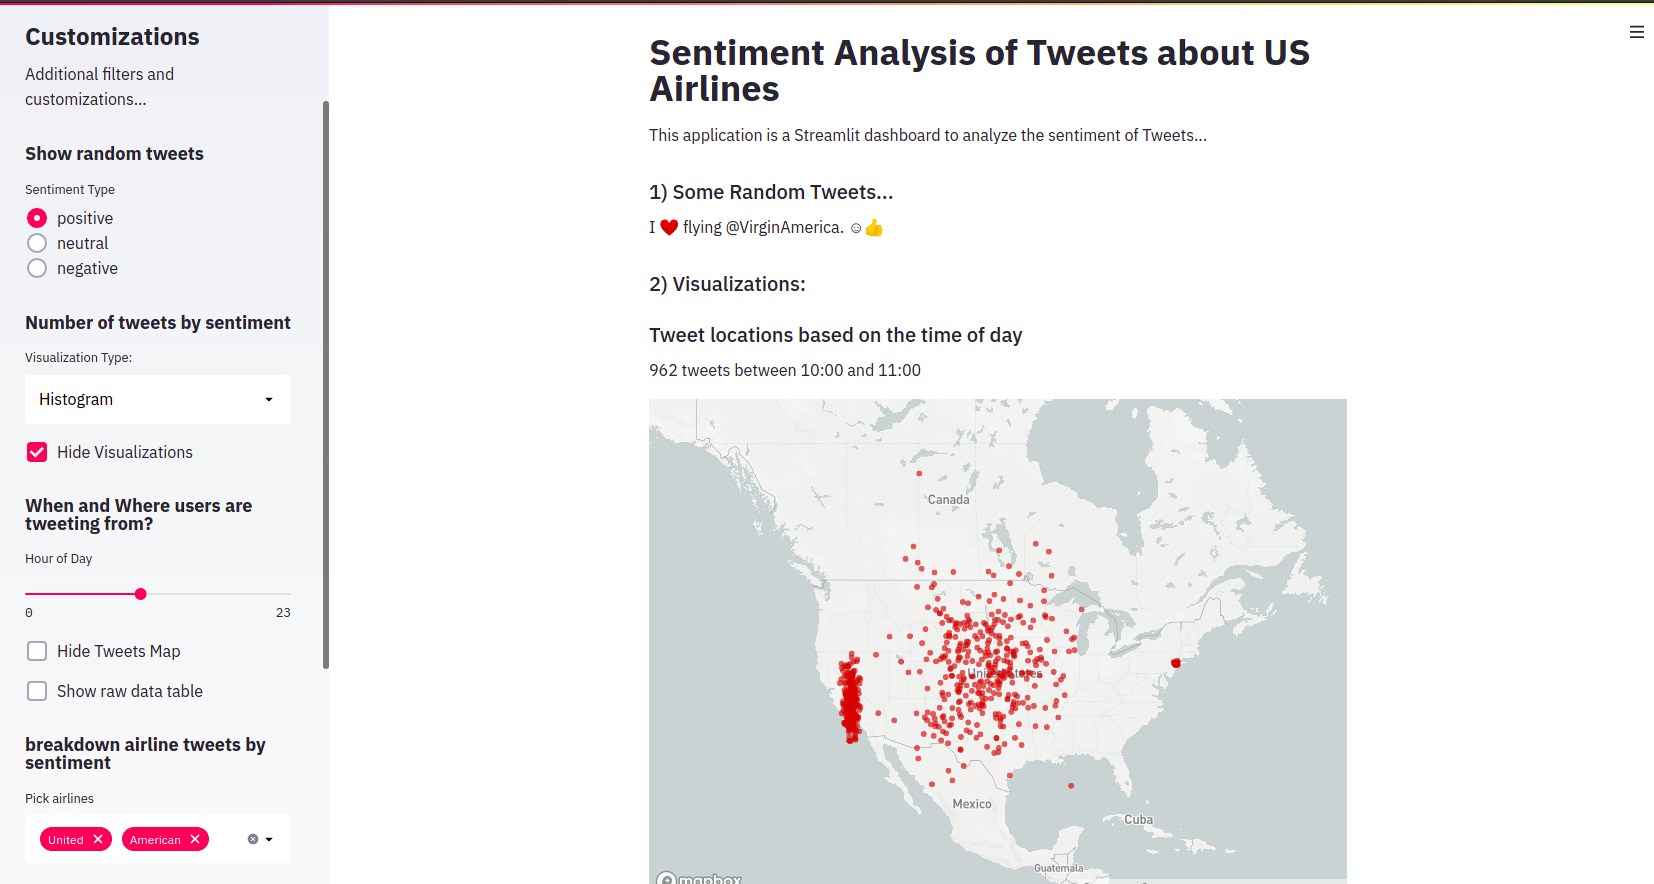 Customizations
Additional filters and
customizations...
Show random tweets
Sentiment Type
positive
neutral
negative
Number of tweets by sentiment
Visualization Type:
Histogram
Hide Visualizations
When and Where users are
tweeting from?
Hour of Day
0 23
Hide Tweets Map
Show raw data table
breakdown airline tweets by
sentiment
Pick airlines
United American
Sentiment Analysis of Tweets about US
Airlines
This application is a Streamlit dashboard to analyze the sentiment of Tweets...
1) Some Random Tweets...
I ❤️ flying @VirginAmerica. ☺👍
2) Visualizations:
Tweet locations based on the time of day
962 tweets between 10:00 and 11:00
Canada
United States
Mexico
Cuba
Guatemala
mapbox